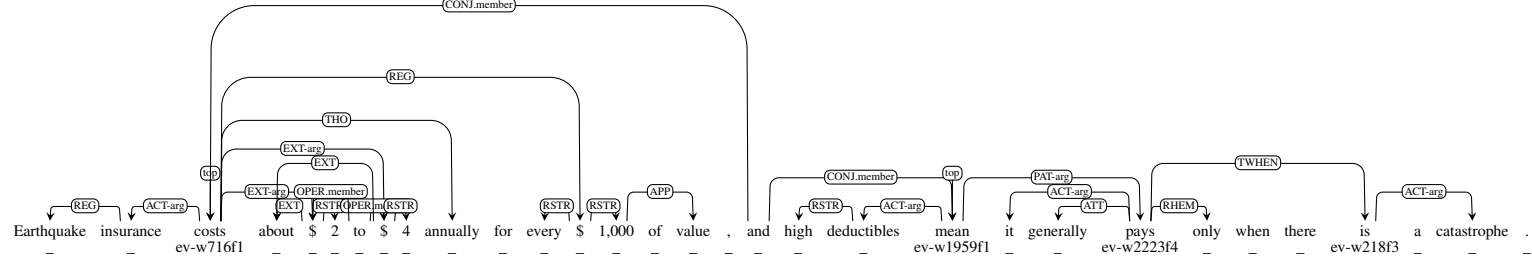 CONJ.member
REG
THO
EXT-arg
EXT
top CONJ.member top PAT-arg TWHEN
EXT-arg OPER.member APP ACT-arg ACT-arg
REG ACT-arg EXT RSTR OPER.m RSTR RSTR RSTR RSTR ACT-arg ATT RHEM
Earthquake insurance costs about $ 2 to $ 4 annually for every $ 1,000 of value , and high deductibles mean it generally pays only when there is a catastrophe .
_ _ ev-w716f1 _ _ _ _ _ _ _ _ _ _ _ _ _ _ _ _ _ ev-w1959f1 _ _ ev-w2223f4 _ _ _ ev-w218f3 _ _ _